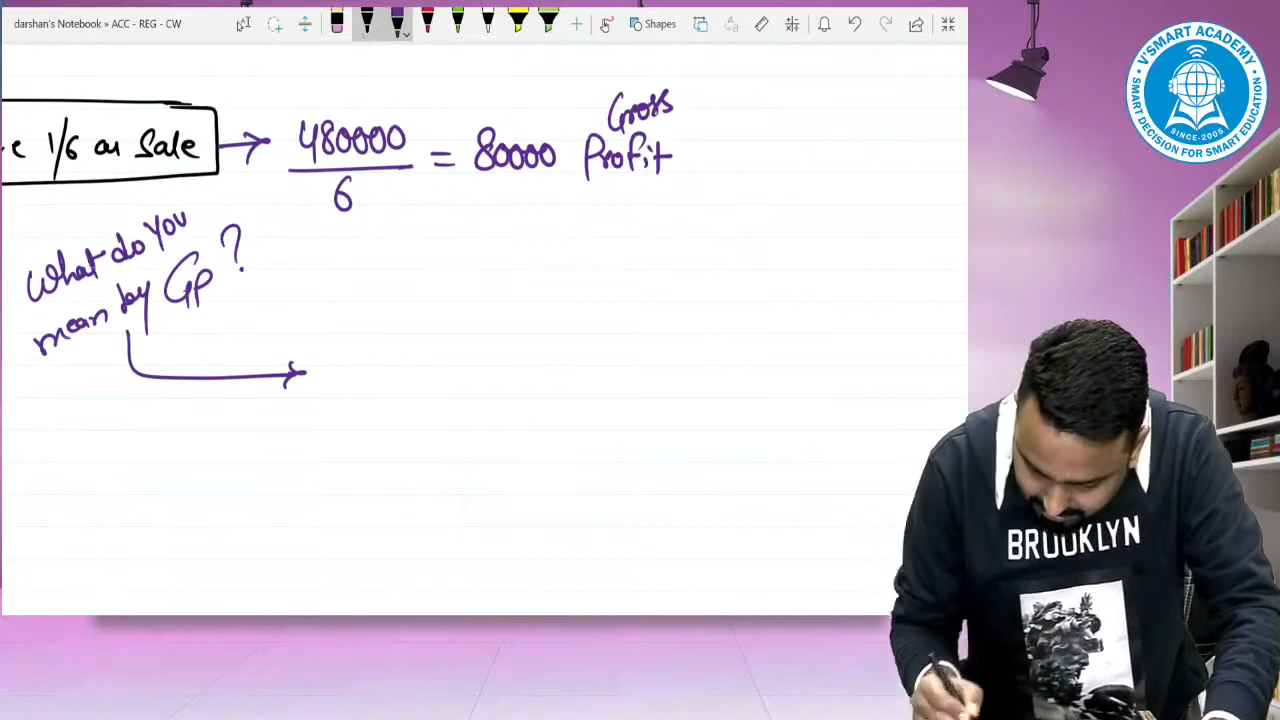 darshan's Notebook » ACC - REG - CW
Shapes
1/6 on Sale → 480000/6 = 80000 Gross Profit
What do you
mean by GP ?
V'SMART ACADEMY
SINCE-2005
SMART DECISION FOR SMART EDUCATION
BROOKLYN